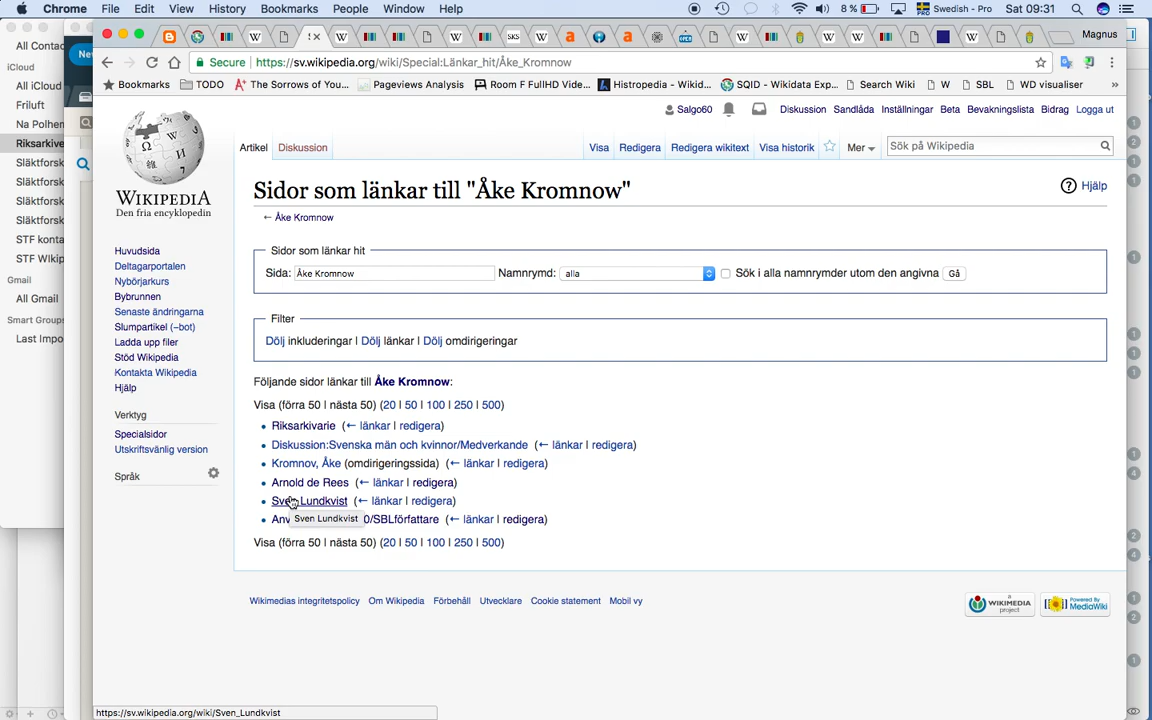 Chrome File Edit View History Bookmarks People Window Help 8 % Swedish - Pro Sat 09:31
Magnus
Secure | https://sv.wikipedia.org/wiki/Special:Länkar_hit/Åke_Kromnow
Bookmarks TODO The Sorrows of You... Pageviews Analysis Room F FullHD Vide... Histropedia - Wikid... SQID - Wikidata Exp... Search Wiki W SBL WD visualiser »
All Contac
iCloud
All iCloud
Friluft
Na Polhem
Riksarkive
Släktforsk
Släktforsk
Släktforsk
Släktforsk
STF konta
STF Wikip
Gmail
All Gmail
Smart Groups
Last Impo
Ne
WIKIPEDIA
Den fria encyklopedin
Salgo60 Diskussion Sandlåda Inställningar Beta Bevakningslista Bidrag Logga ut
Artikel Diskussion Visa Redigera Redigera wikitext Visa historik Mer Sök på Wikipedia
Sidor som länkar till "Åke Kromnow"
Hjälp
← Åke Kromnow
Huvudsida
Deltagarportalen
Nybörjarkurs
Bybrunnen
Senaste ändringarna
Slumpartikel (–bot)
Ladda upp filer
Stöd Wikipedia
Kontakta Wikipedia
Hjälp
Verktyg
Specialsidor
Utskriftsvänlig version
Språk
Sidor som länkar hit
Sida: Åke Kromnow Namnrymd: alla Sök i alla namnrymder utom den angivna Gå
Filter
Dölj inkluderingar | Dölj länkar | Dölj omdirigeringar
Följande sidor länkar till Åke Kromnow:
Visa (förra 50 | nästa 50) (20 | 50 | 100 | 250 | 500)
Riksarkivarie (← länkar | redigera)
Diskussion:Svenska män och kvinnor/Medverkande (← länkar | redigera)
Kromnov, Åke (omdirigeringssida) (← länkar | redigera)
Arnold de Rees (← länkar | redigera)
Sven Lundkvist (← länkar | redigera)
Sven Lundkvist
0/SBLförfattare (← länkar | redigera)
Visa (förra 50 | nästa 50) (20 | 50 | 100 | 250 | 500)
Wikimedias integritetspolicy Om Wikipedia Förbehåll Utvecklare Cookie statement Mobil vy
A WIKIMEDIA project
Powered By MediaWiki
https://sv.wikipedia.org/wiki/Sven_Lundkvist